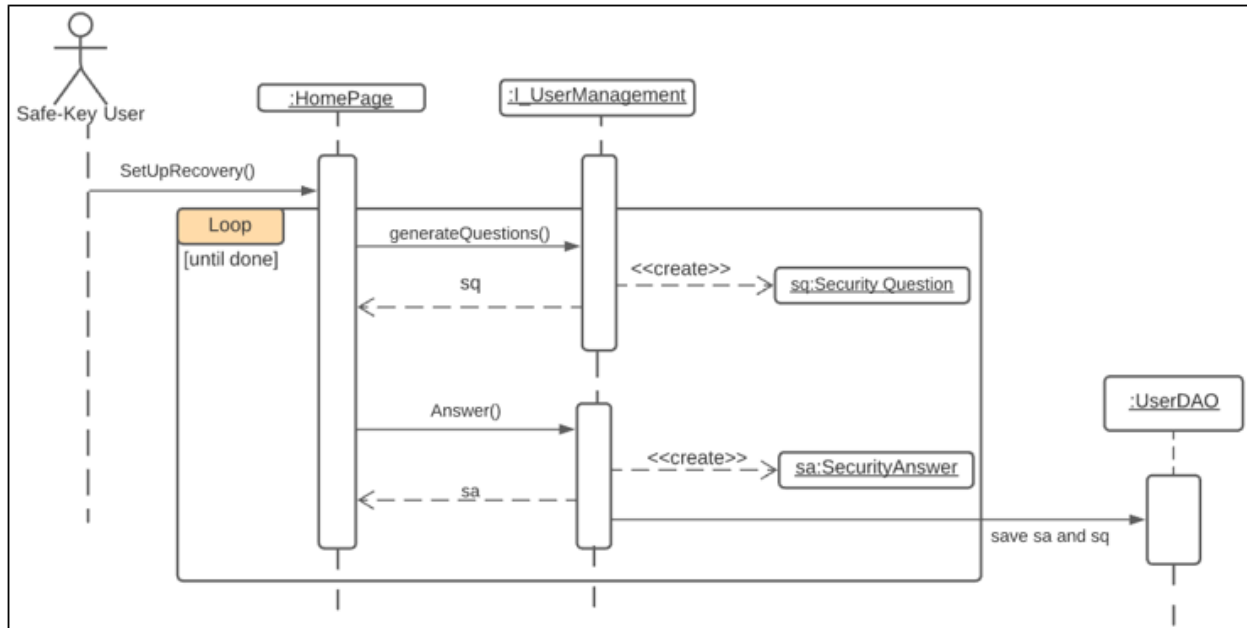 Safe-Key User
:HomePage
:I_UserManagement
SetUpRecovery()
Loop
[until done]
generateQuestions()
<<create>>
sq:Security Question
sq
:UserDAO
Answer()
<<create>>
sa:SecurityAnswer
sa
save sa and sq